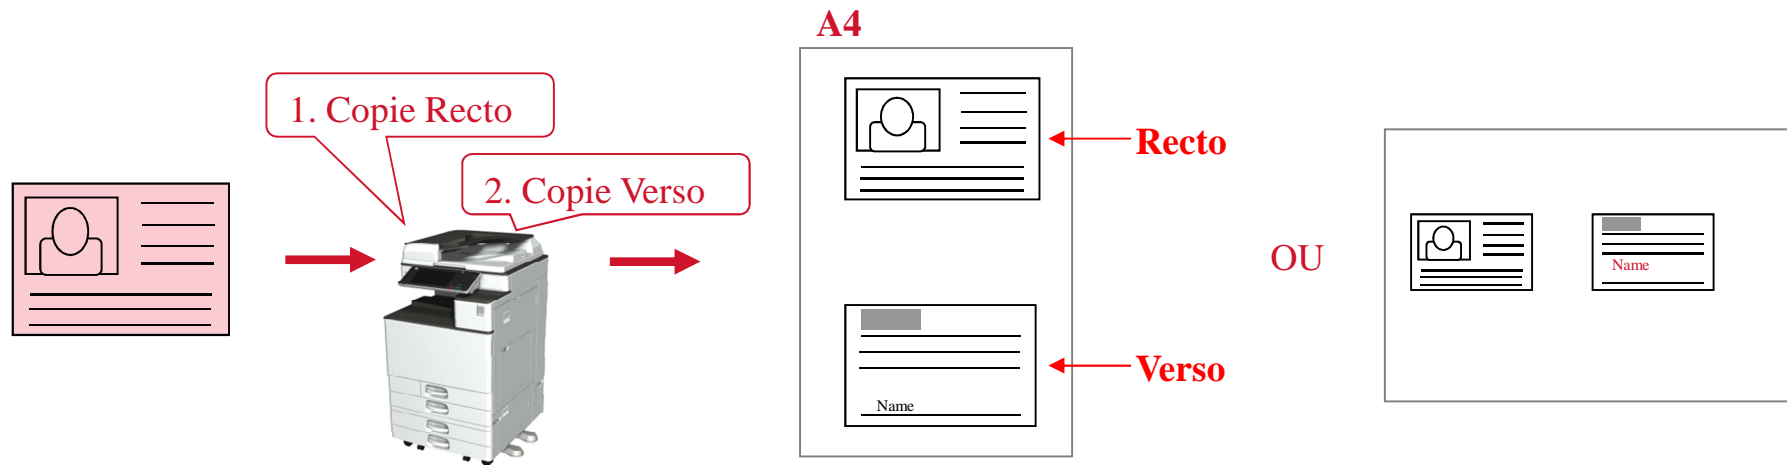 A4
1. Copie Recto
2. Copie Verso
Recto
OU
Name
Verso
Name